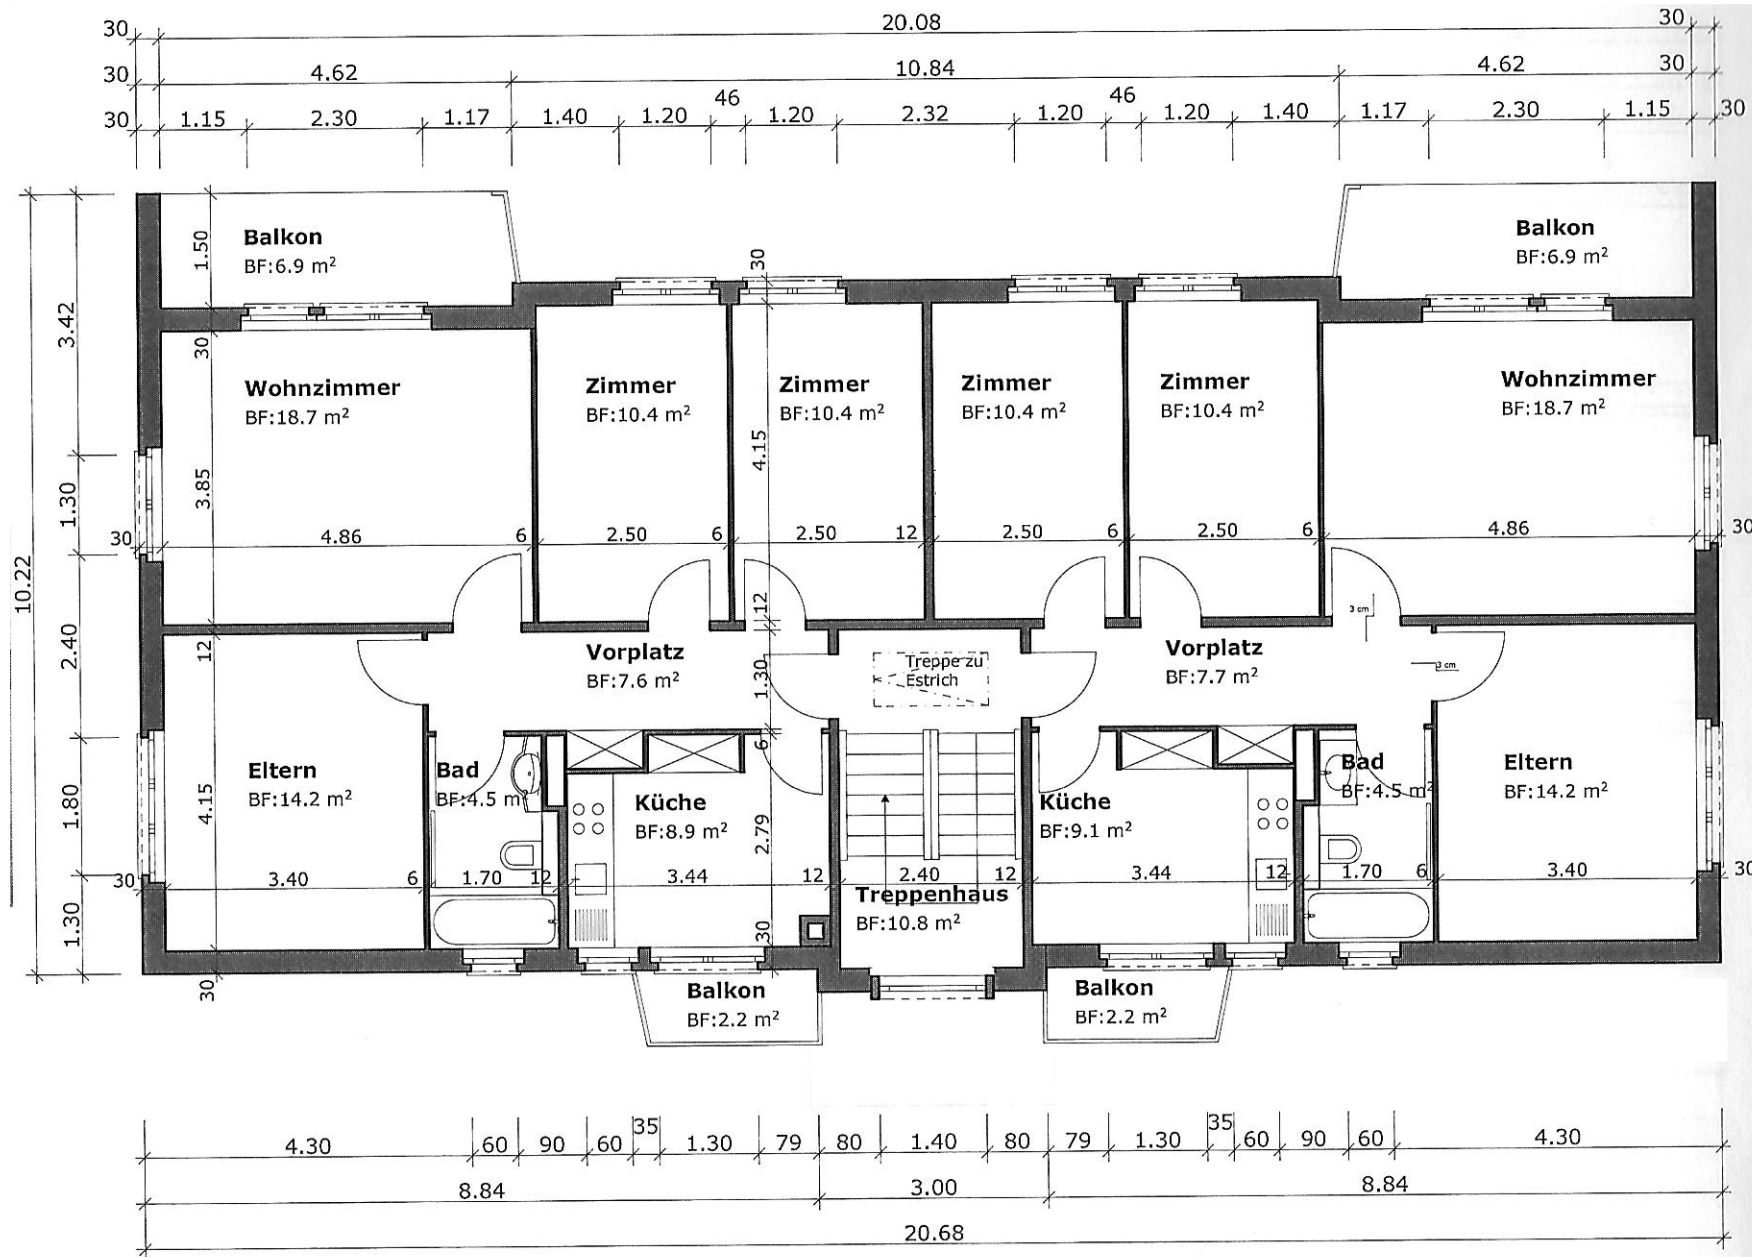 30 20.08 30
30 4.62 10.84 4.62 30
46 46
30 1.15 2.30 1.17 1.40 1.20 1.20 2.32 1.20 1.20 1.40 1.17 2.30 1.15 30
Balkon
BF:6.9 m²
Balkon
BF:6.9 m²
1.50
30
10.22
3.42
1.30
2.40
1.80
1.30
30
3.85
12
4.15
30
Wohnzimmer
BF:18.7 m²
Zimmer
BF:10.4 m²
Zimmer
BF:10.4 m²
Zimmer
BF:10.4 m²
Zimmer
BF:10.4 m²
Wohnzimmer
BF:18.7 m²
4.15
30 4.86 6 2.50 6 2.50 12 2.50 6 2.50 6 4.86 30
12
3 cm
Vorplatz
BF:7.6 m²
1.30
Treppe zu
Estrich
Vorplatz
BF:7.7 m²
3 cm
6
Eltern
BF:14.2 m²
Bad
BF:4.5 m
Küche
BF:8.9 m²
2.79
Küche
BF:9.1 m²
Bad
BF:4.5 m²
Eltern
BF:14.2 m²
30 3.40 6 1.70 12 3.44 12 2.40 12 3.44 12 1.70 6 3.40 30
Treppenhaus
BF:10.8 m²
30
Balkon
BF:2.2 m²
Balkon
BF:2.2 m²
35 35
4.30 60 90 60 1.30 79 80 1.40 80 79 1.30 60 90 60 4.30
8.84 3.00 8.84
20.68